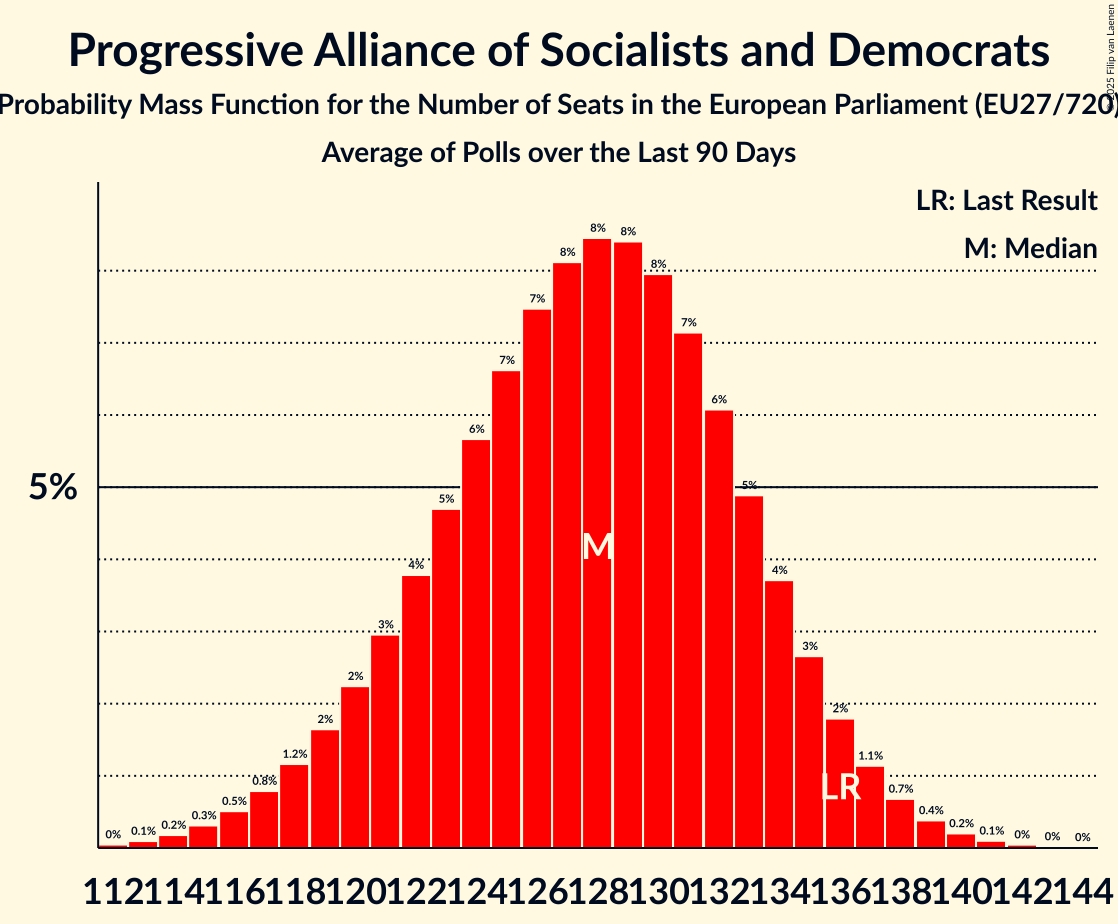 Progressive Alliance of Socialists and Democrats
Probability Mass Function for the Number of Seats in the European Parliament (EU27/720)
Average of Polls over the Last 90 Days
© 2025 Filip van Laenen
LR: Last Result
M: Median
8% 8%
8% 8%
7% 7%
7%
6% 6%
5%
5% 5%
M
4% 4%
3% 3%
2% 2%
2%
1.2% 1.1%
0.8% LR 0.7%
0.5% 0.4%
0% 0.1% 0.2% 0.3% 0.2% 0.1% 0% 0% 0%
112 114 116 118 120 122 124 126 128 130 132 134 136 138 140 142 144